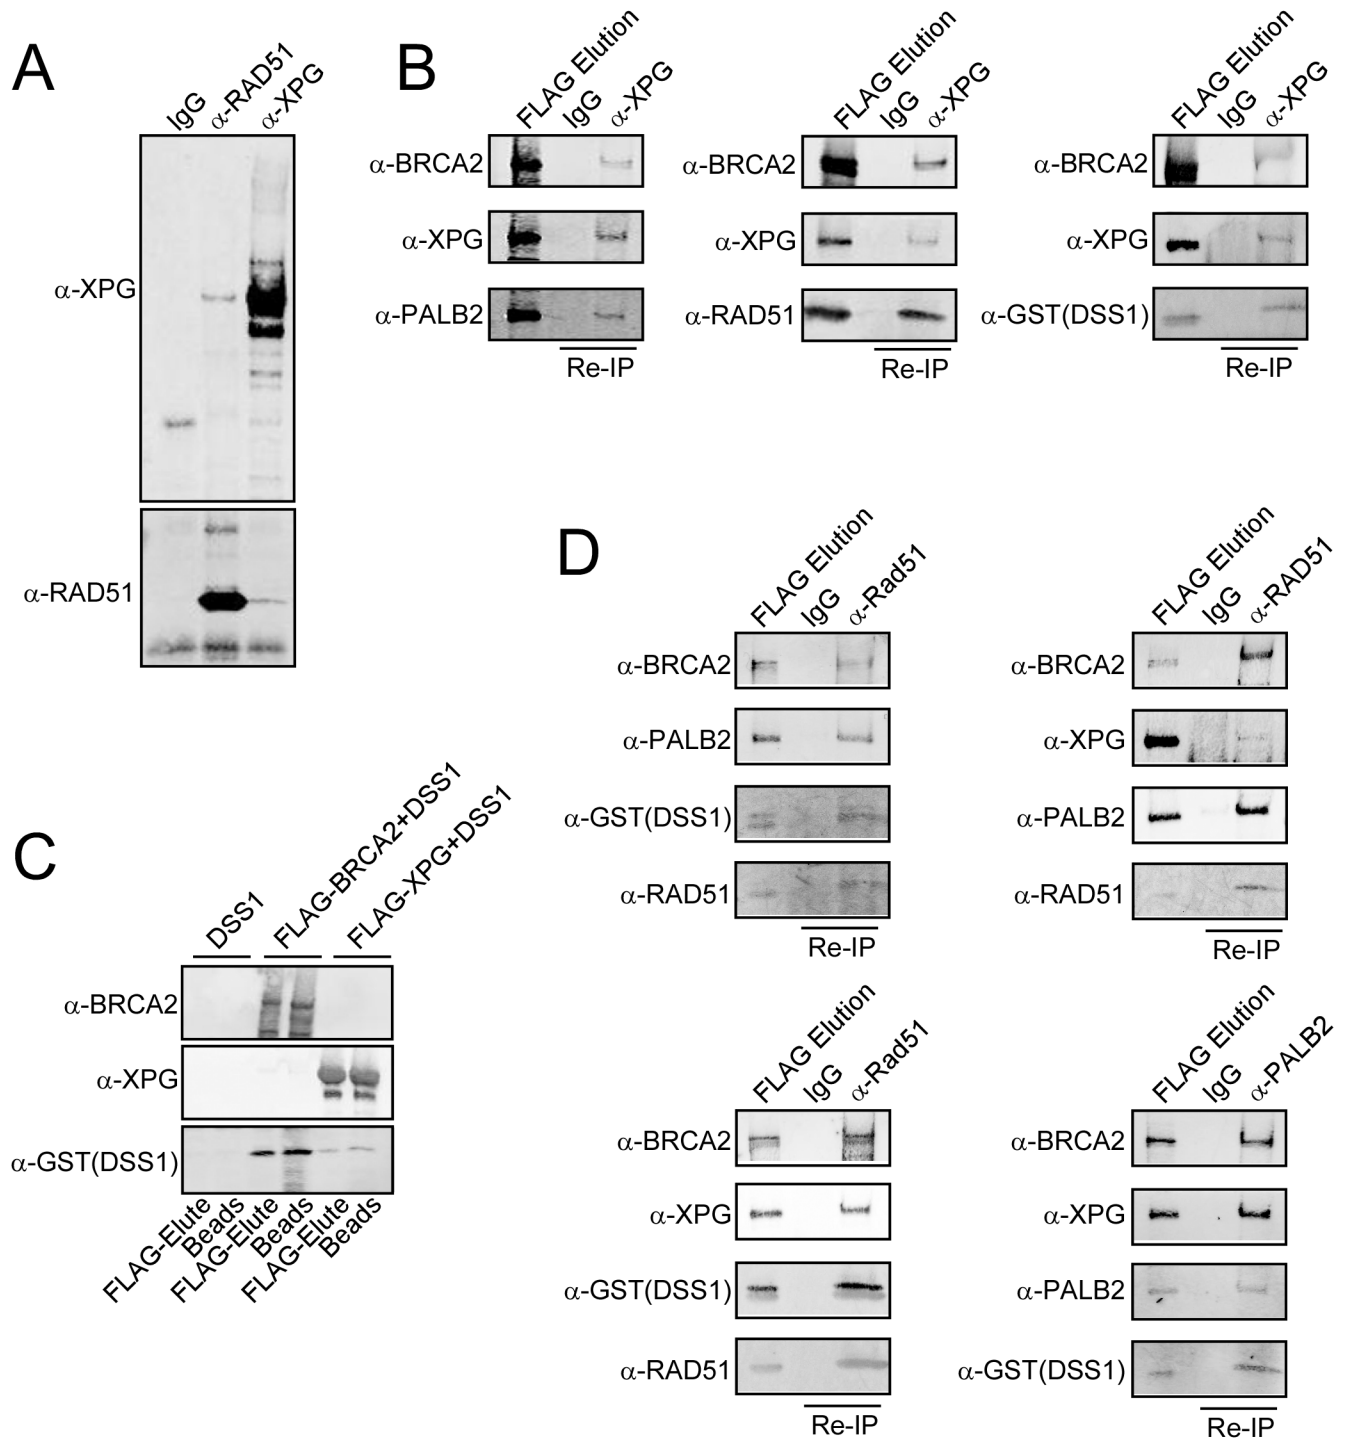 A
IgG
α-RAD51
α-XPG
α-XPG
α-RAD51
B
FLAG Elution
IgG
α-XPG
α-BRCA2
α-XPG
α-PALB2
Re-IP
FLAG Elution
IgG
α-XPG
α-BRCA2
α-XPG
α-RAD51
Re-IP
FLAG Elution
IgG
α-XPG
α-BRCA2
α-XPG
α-GST(DSS1)
Re-IP
C
DSS1
FLAG-BRCA2+DSS1
FLAG-XPG+DSS1
α-BRCA2
α-XPG
α-GST(DSS1)
FLAG-Elute
Beads
FLAG-Elute
Beads
FLAG-Elute
Beads
D
FLAG Elution
IgG
α-Rad51
α-BRCA2
α-PALB2
α-GST(DSS1)
α-RAD51
Re-IP
FLAG Elution
IgG
α-RAD51
α-BRCA2
α-XPG
α-PALB2
α-RAD51
Re-IP
FLAG Elution
IgG
α-Rad51
α-BRCA2
α-XPG
α-GST(DSS1)
α-RAD51
Re-IP
FLAG Elution
IgG
α-PALB2
α-BRCA2
α-XPG
α-PALB2
α-GST(DSS1)
Re-IP